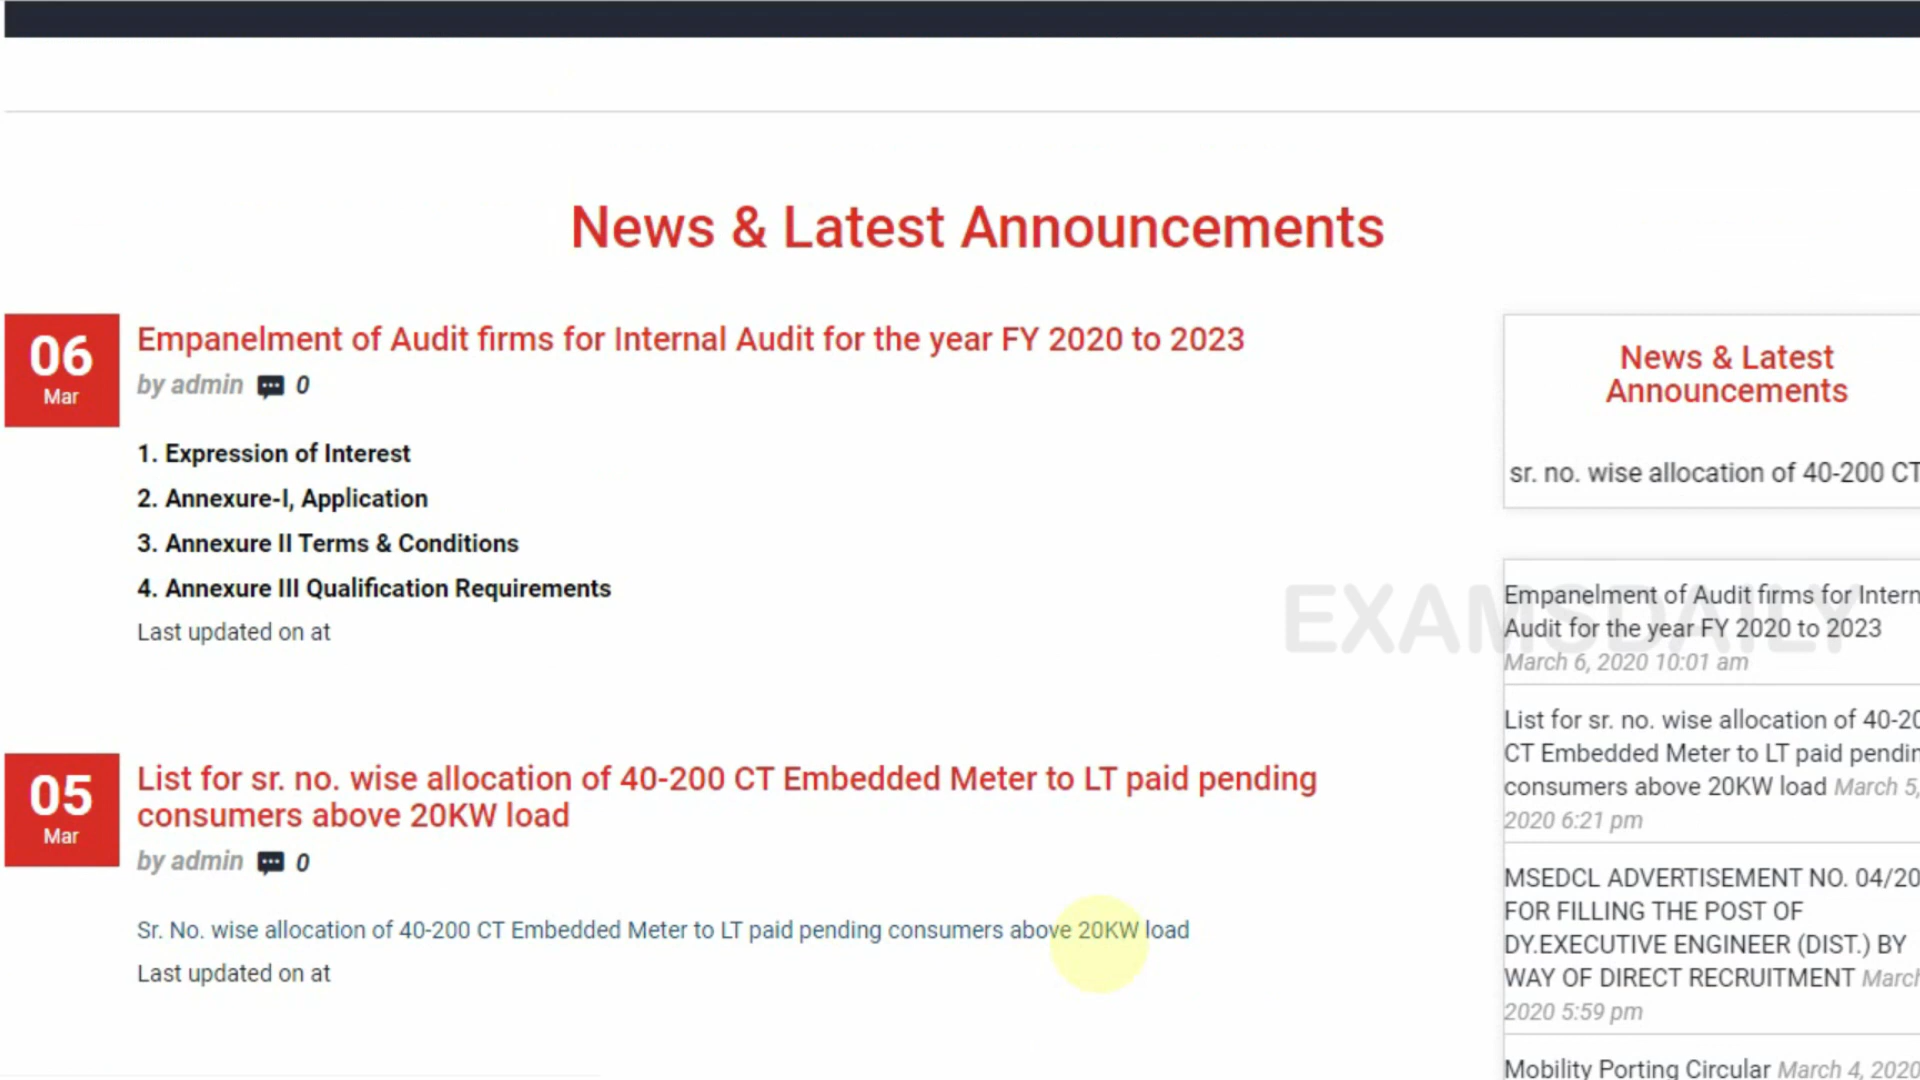 News & Latest Announcements
06
Mar
Empanelment of Audit firms for Internal Audit for the year FY 2020 to 2023
by admin 0
1. Expression of Interest
2. Annexure-I, Application
3. Annexure II Terms & Conditions
4. Annexure III Qualification Requirements
Last updated on at
05
Mar
List for sr. no. wise allocation of 40-200 CT Embedded Meter to LT paid pending
consumers above 20KW load
by admin 0
Sr. No. wise allocation of 40-200 CT Embedded Meter to LT paid pending consumers above 20KW load
Last updated on at
News & Latest
Announcements
sr. no. wise allocation of 40-200 CT
EXAMSDAILY
Empanelment of Audit firms for Intern
Audit for the year FY 2020 to 2023
March 6, 2020 10:01 am
List for sr. no. wise allocation of 40-20
CT Embedded Meter to LT paid pendin
consumers above 20KW load March 5,
2020 6:21 pm
MSEDCL ADVERTISEMENT NO. 04/20
FOR FILLING THE POST OF
DY.EXECUTIVE ENGINEER (DIST.) BY
WAY OF DIRECT RECRUITMENT March
2020 5:59 pm
Mobility Porting Circular March 4, 2020